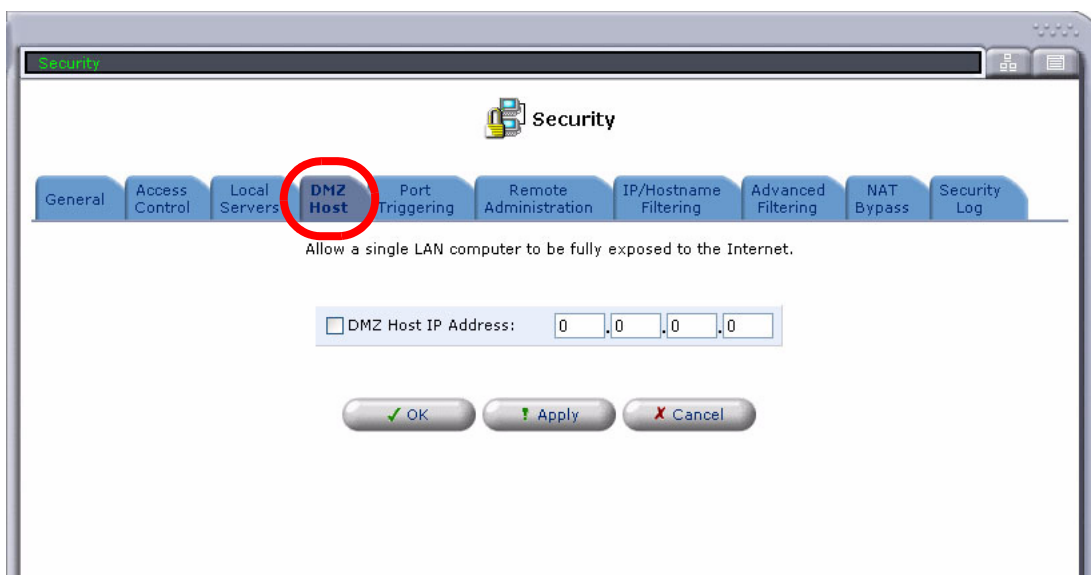 Security
Security
General
Access Control
Local Servers
DMZ Host
Port Triggering
Remote Administration
IP/Hostname Filtering
Advanced Filtering
NAT Bypass
Security Log
Allow a single LAN computer to be fully exposed to the Internet.
DMZ Host IP Address: 0 .0 .0 .0
OK Apply Cancel